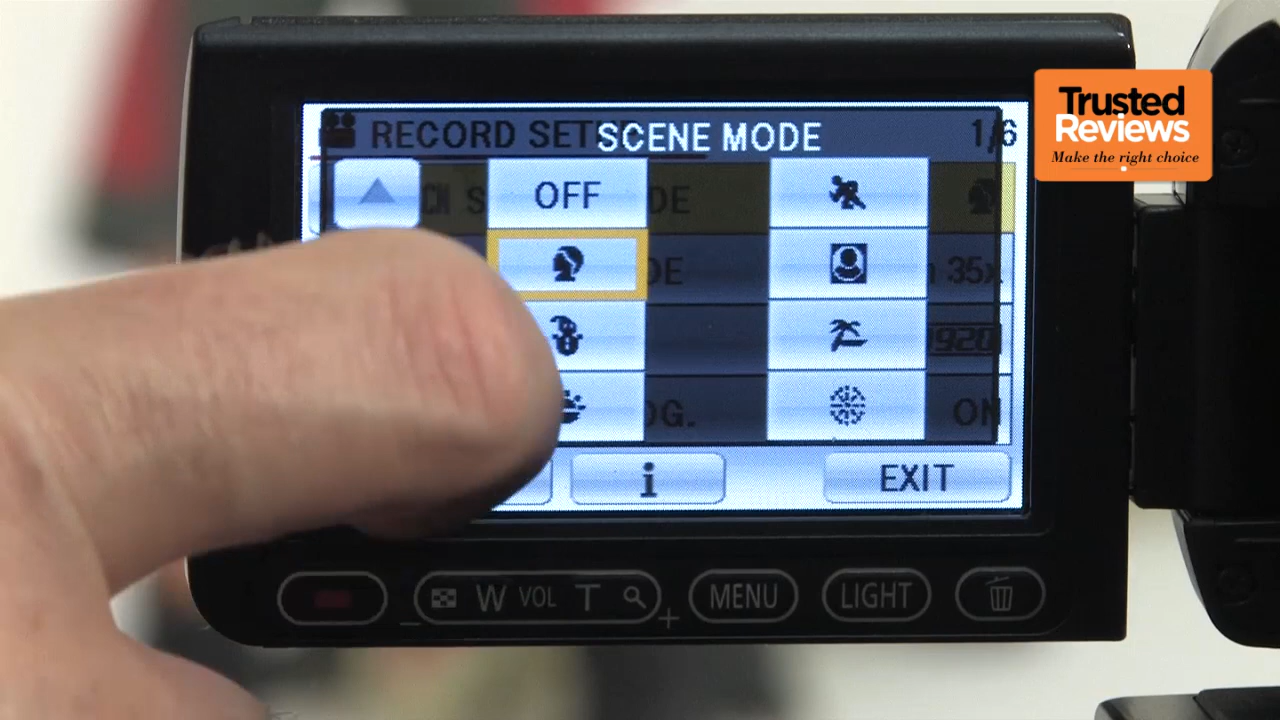 Trusted
Reviews
Make the right choice
RECORD SET
SCENE MODE
1/6
OFF
DE
DE
35x
1920
OG.
ON
i
EXIT
W VOL T
MENU
LIGHT